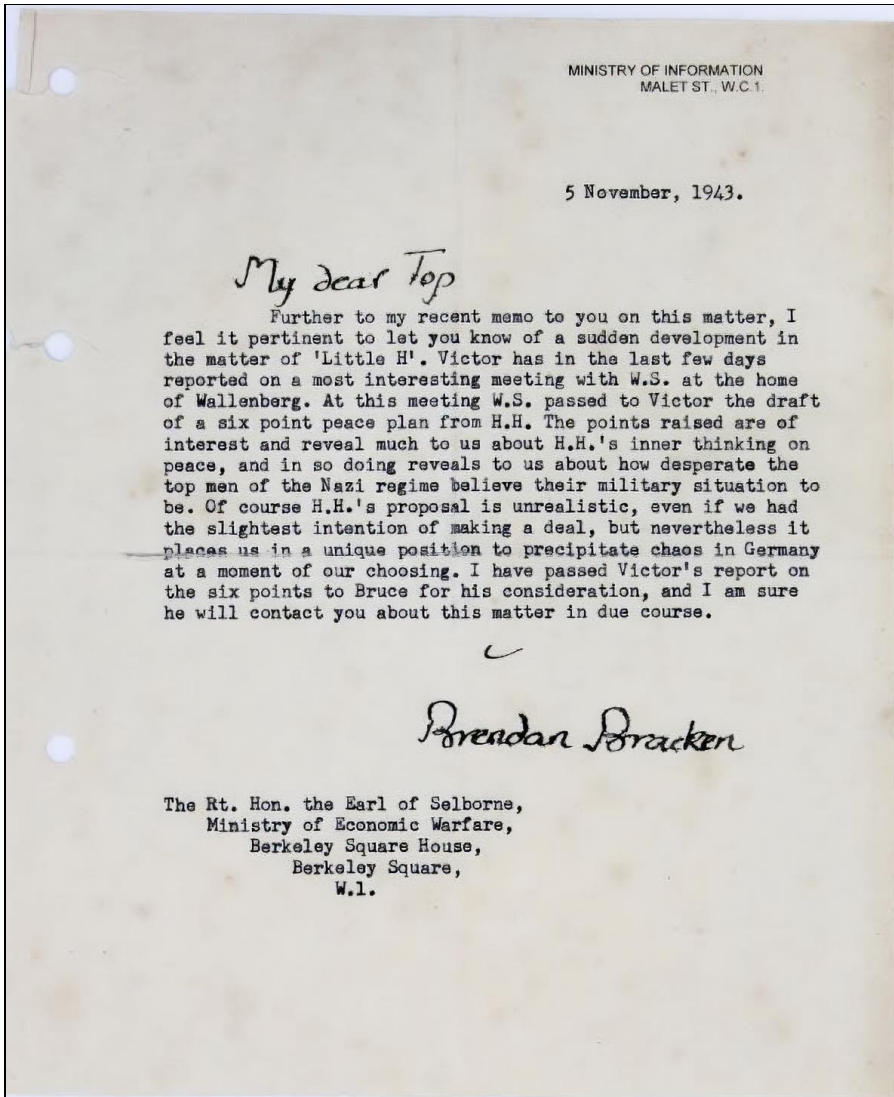 MINISTRY OF INFORMATION
MALET ST., W.C.1.
5 November, 1943.
My dear Top
Further to my recent memo to you on this matter, I
feel it pertinent to let you know of a sudden development in
the matter of 'Little H'. Victor has in the last few days
reported on a most interesting meeting with W.S. at the home
of Wallenberg. At this meeting W.S. passed to Victor the draft
of a six point peace plan from H.H. The points raised are of
interest and reveal much to us about H.H.'s inner thinking on
peace, and in so doing reveals to us about how desperate the
top men of the Nazi regime believe their military situation to
be. Of course H.H.'s proposal is unrealistic, even if we had
the slightest intention of making a deal, but nevertheless it
places us in a unique position to precipitate chaos in Germany
at a moment of our choosing. I have passed Victor's report on
the six points to Bruce for his consideration, and I am sure
he will contact you about this matter in due course.
Brendan Bracken
The Rt. Hon. the Earl of Selborne,
Ministry of Economic Warfare,
Berkeley Square House,
Berkeley Square,
W.1.